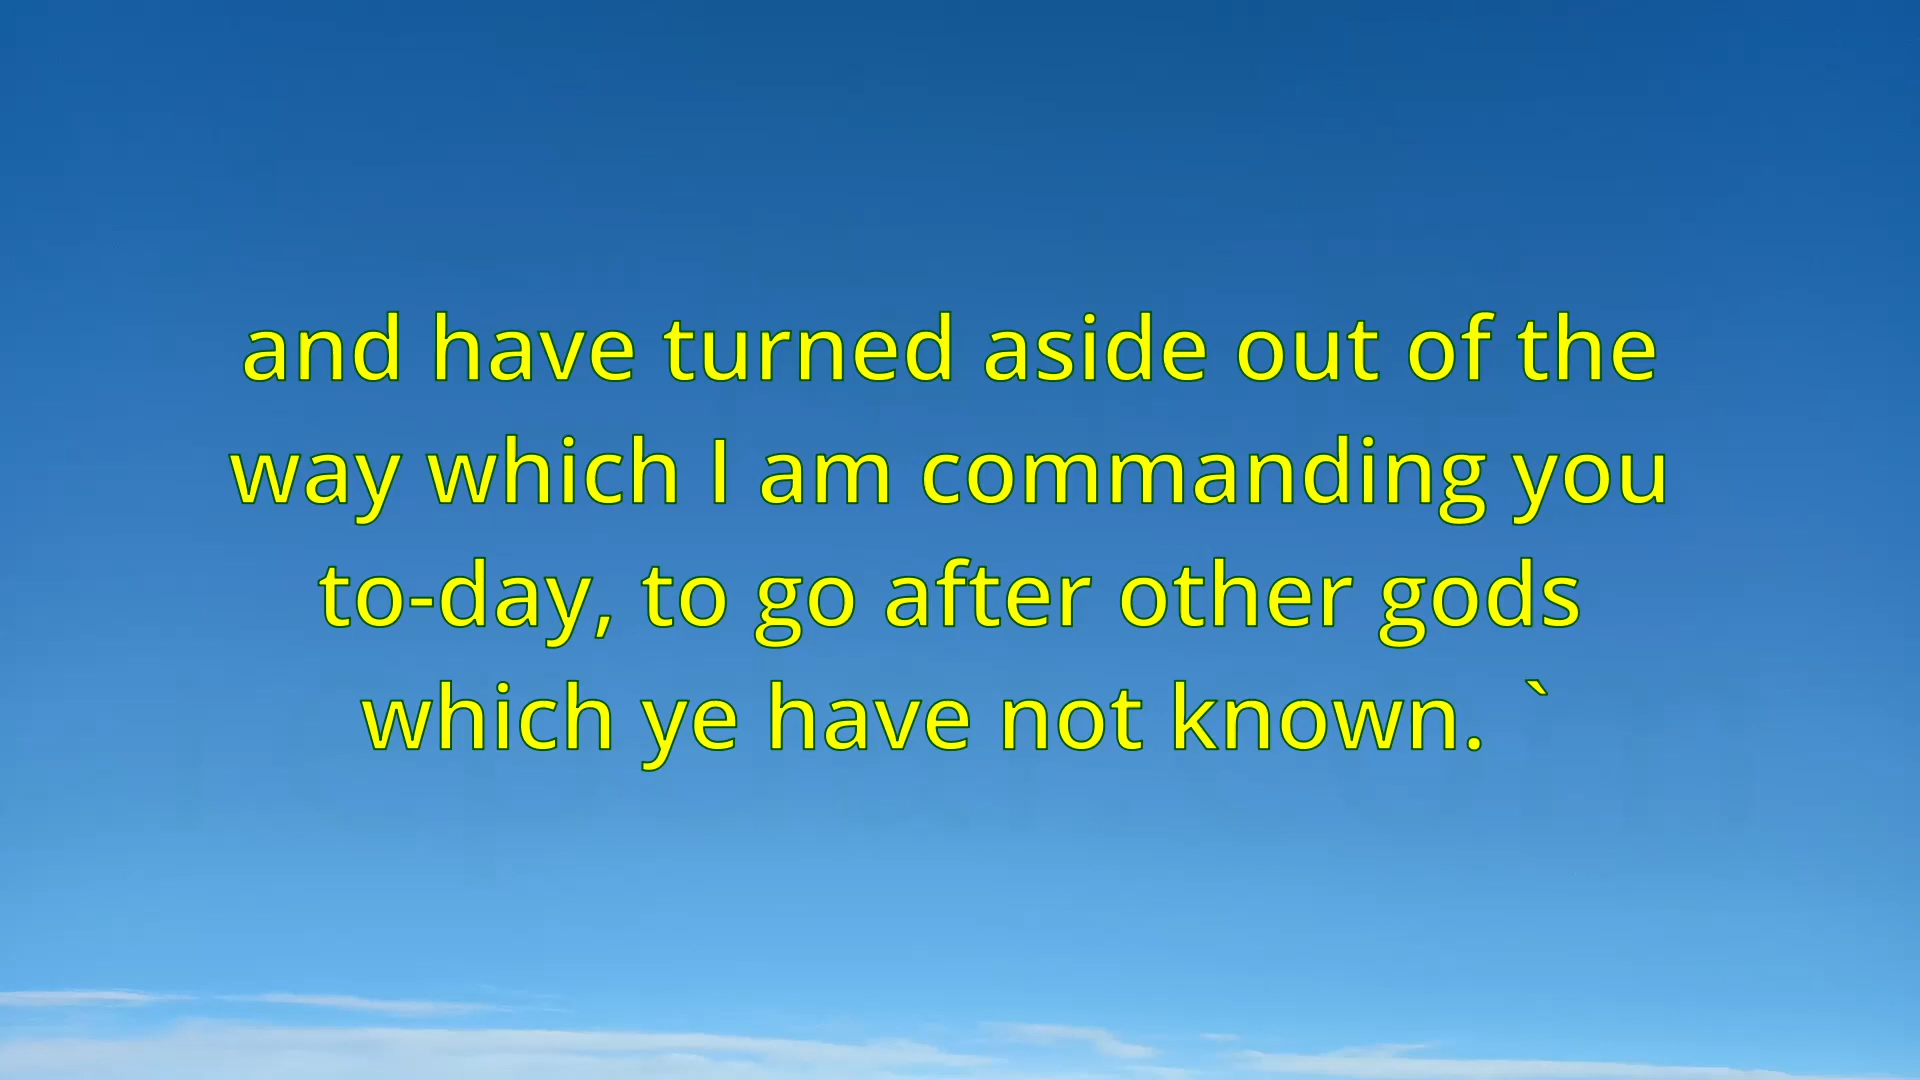 and have turned aside out of the
way which I am commanding you
to-day, to go after other gods
which ye have not known.  `